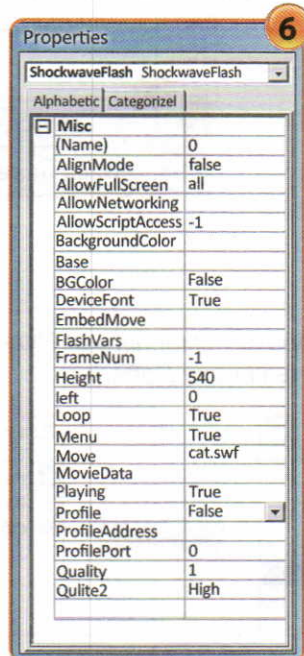 6
Properties
ShockwaveFlash ShockwaveFlash
Alphabetic Categorizel
Misc
(Name) 0
AlignMode false
AllowFullScreen all
AllowNetworking
AllowScriptAccess -1
BackgroundColor
Base
BGColor False
DeviceFont True
EmbedMove
FlashVars
FrameNum -1
Height 540
left 0
Loop True
Menu True
Move cat.swf
MovieData
Playing True
Profile False
ProfileAddress
ProfilePort 0
Quality 1
Qulite2 High